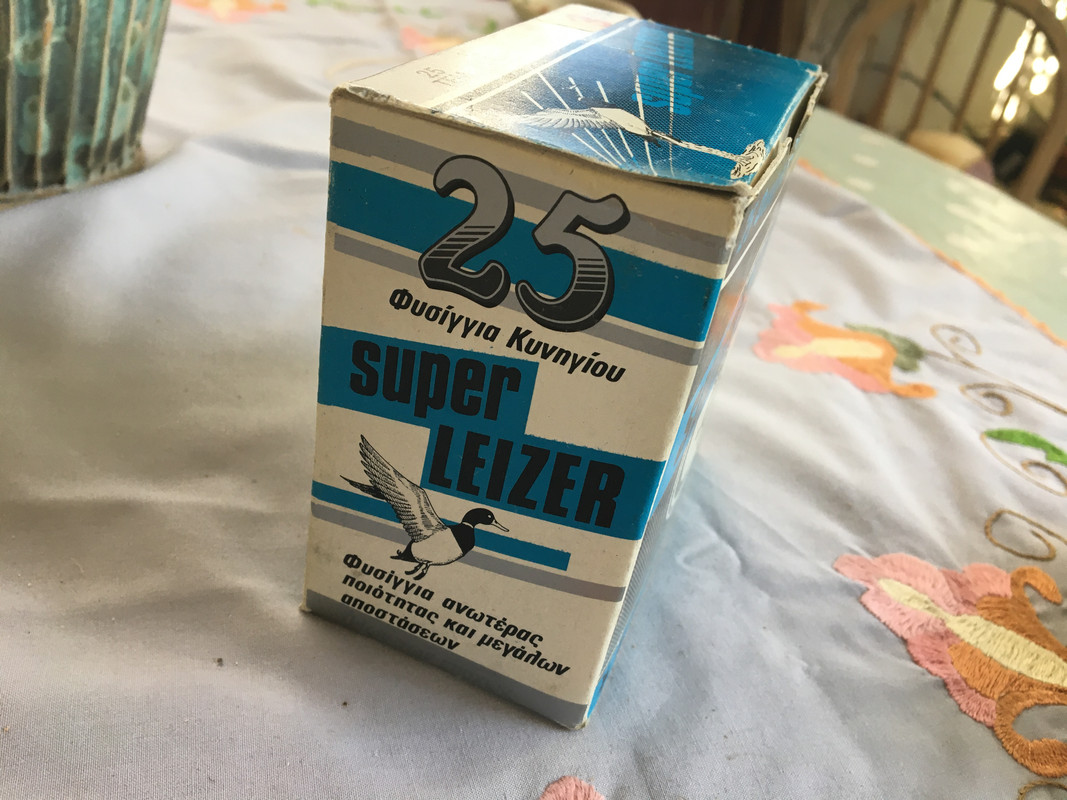 25
Φυσίγγια Κυνηγίου
super
LEIZER
Φυσίγγια ανωτέρας
ποιότητας και μεγάλων
αποστάσεων